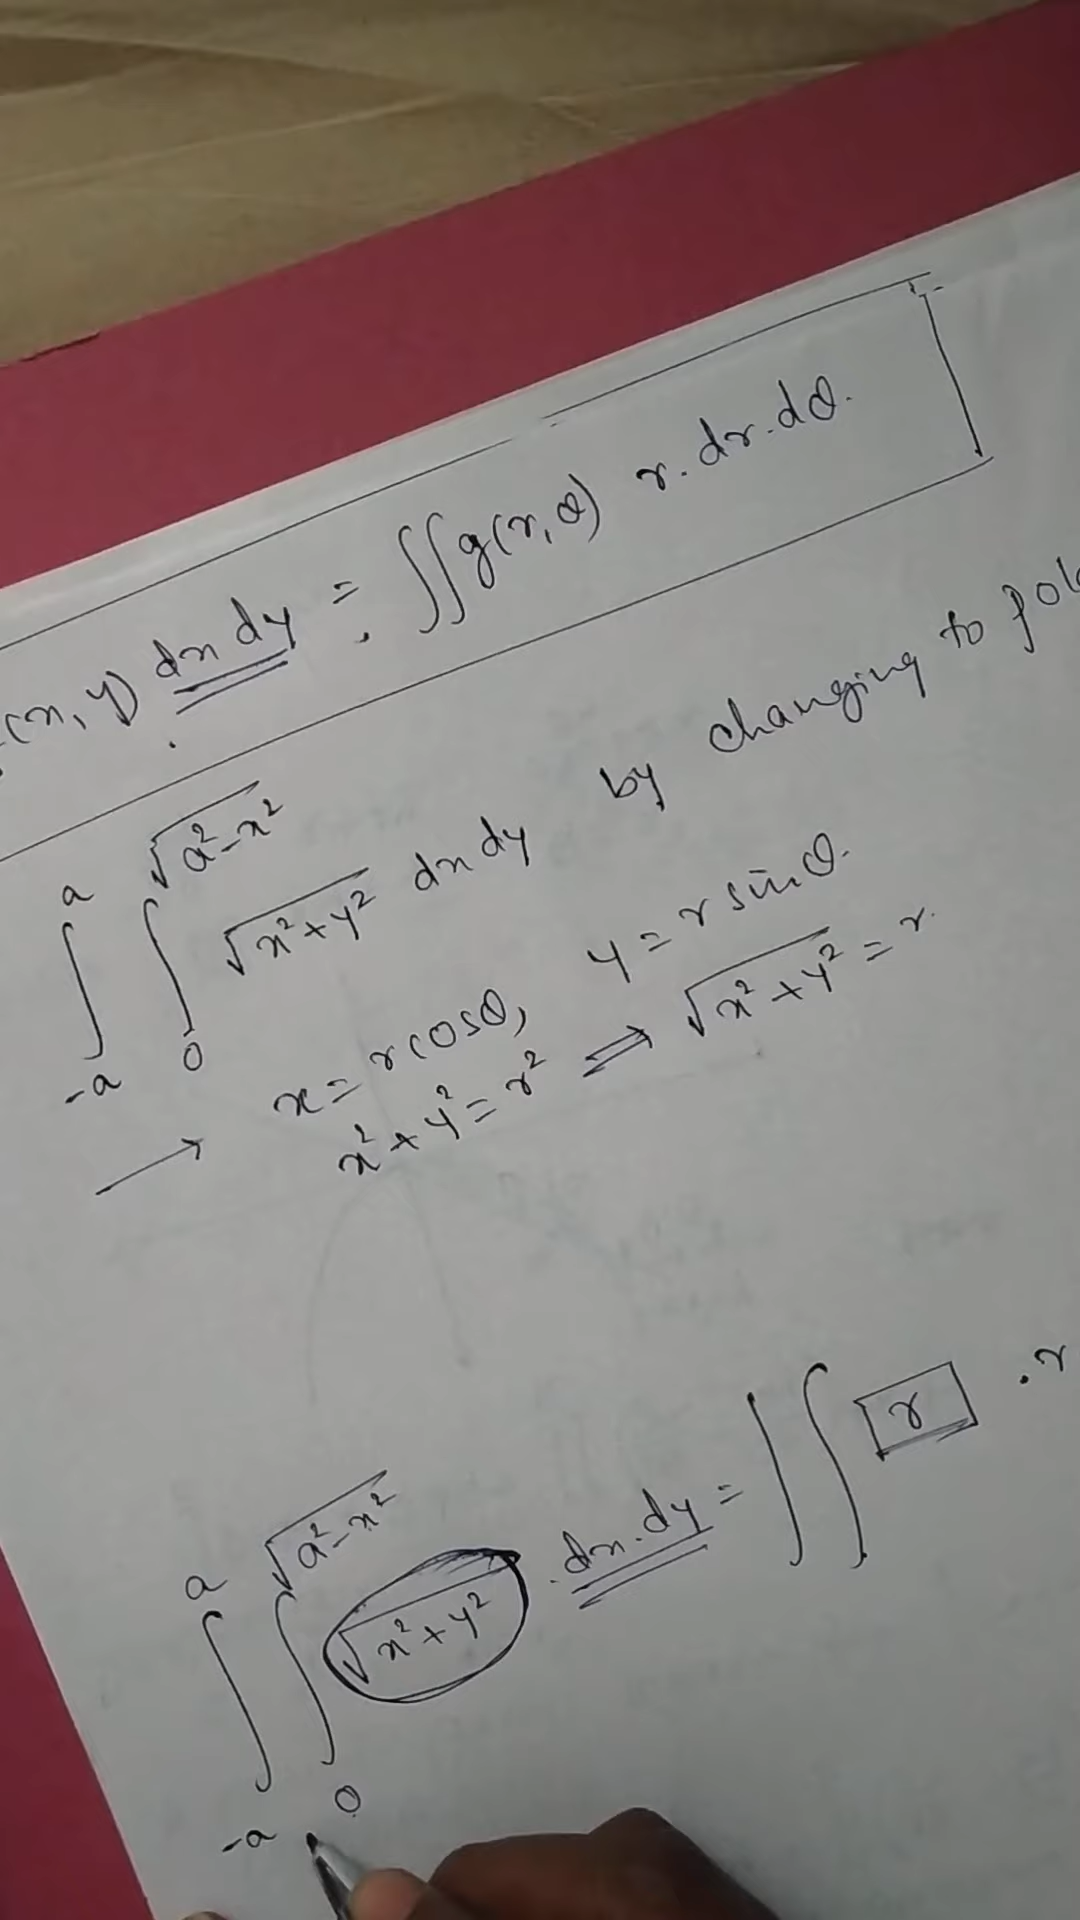 (x, y) dx dy = ∬ g(r, θ) r. dr. dθ.
∫_{-a}^{a} ∫_{0}^{√(a²-x²)} √(x²+y²) dx dy by changing to pola
→ x = r cosθ, y = r sinθ.
x² + y² = r² ⇒ √(x²+y²) = r.
∫_{-a}^{a} ∫_{0}^{√(a²-x²)} √(x²+y²) . dx. dy = ∬ r . r